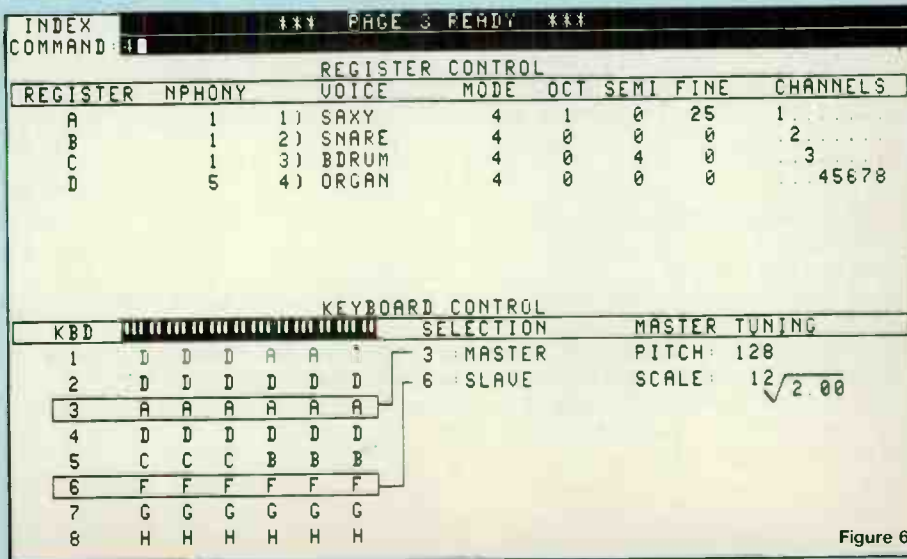 INDEX *** PAGE 3 READY ***
COMMAND:4
REGISTER CONTROL
REGISTER NPHONY VOICE MODE OCT SEMI FINE CHANNELS
A 1 1) SAXY 4 1 0 25 1.......
B 1 2) SNARE 4 0 0 0 .2......
C 1 3) BDRUM 4 0 4 0 ..3.....
D 5 4) ORGAN 4 0 0 0 ...45678
KEYBOARD CONTROL
KBD SELECTION MASTER TUNING
1 D D D A A 3 :MASTER PITCH: 128
2 D D D D D D 6 :SLAVE SCALE: 12√2.00
3 A A A A A A
4 D D D D D D
5 C C C B B B
6 F F F F F F
7 G G G G G G
8 H H H H H H
Figure 6